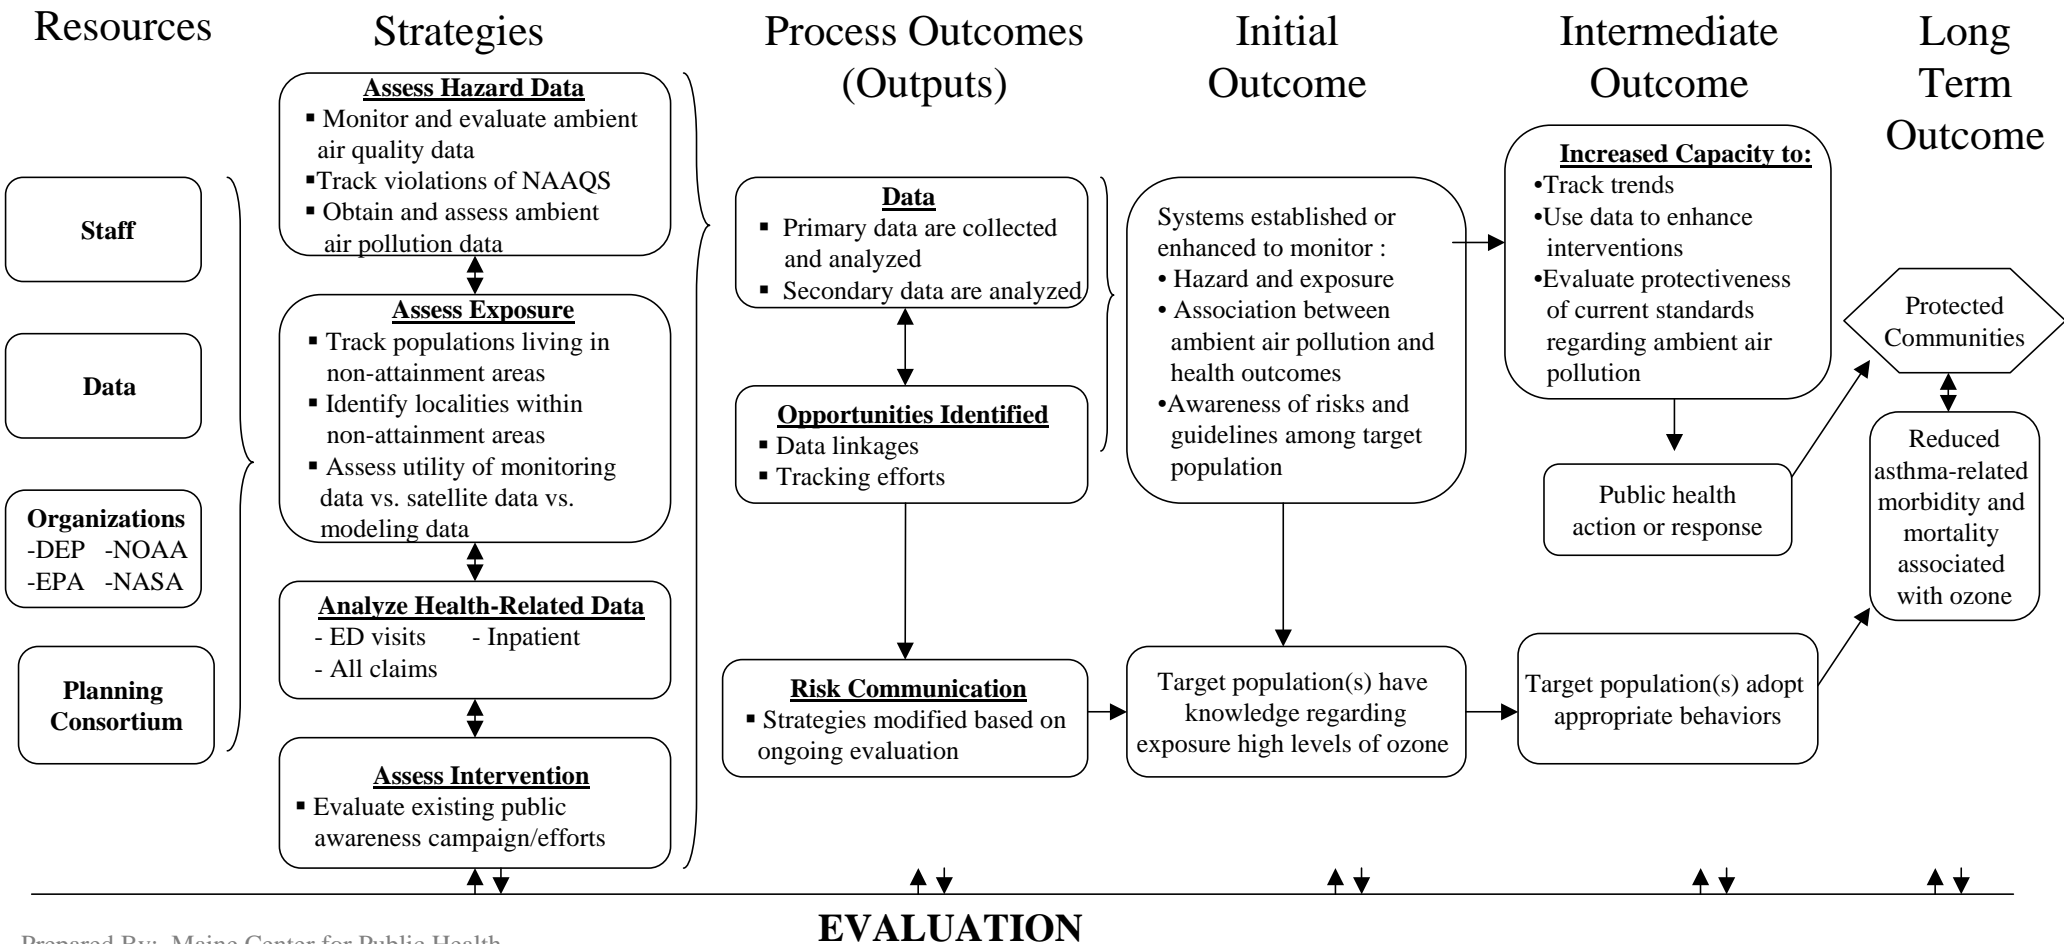 Resources
Strategies
Process Outcomes
(Outputs)
Initial
Outcome
Intermediate
Outcome
Long
Term
Outcome
Staff
Data
Organizations
-DEP -NOAA
-EPA -NASA
Planning
Consortium
Assess Hazard Data
▪ Monitor and evaluate ambient
air quality data
▪Track violations of NAAQS
▪ Obtain and assess ambient
air pollution data
Assess Exposure
▪ Track populations living in
non-attainment areas
▪ Identify localities within
non-attainment areas
▪ Assess utility of monitoring
data vs. satellite data vs.
modeling data
Analyze Health-Related Data
- ED visits - Inpatient
- All claims
Assess Intervention
▪ Evaluate existing public
awareness campaign/efforts
Data
▪ Primary data are collected
and analyzed
▪ Secondary data are analyzed
Opportunities Identified
▪ Data linkages
▪ Tracking efforts
Risk Communication
▪ Strategies modified based on
ongoing evaluation
Systems established or
enhanced to monitor :
• Hazard and exposure
• Association between
ambient air pollution and
health outcomes
•Awareness of risks and
guidelines among target
population
Target population(s) have
knowledge regarding
exposure high levels of ozone
Increased Capacity to:
•Track trends
•Use data to enhance
interventions
•Evaluate protectiveness
of current standards
regarding ambient air
pollution
Public health
action or response
Target population(s) adopt
appropriate behaviors
Protected
Communities
Reduced
asthma-related
morbidity and
mortality
associated
with ozone
EVALUATION
Prepared By: Maine Center for Public Health